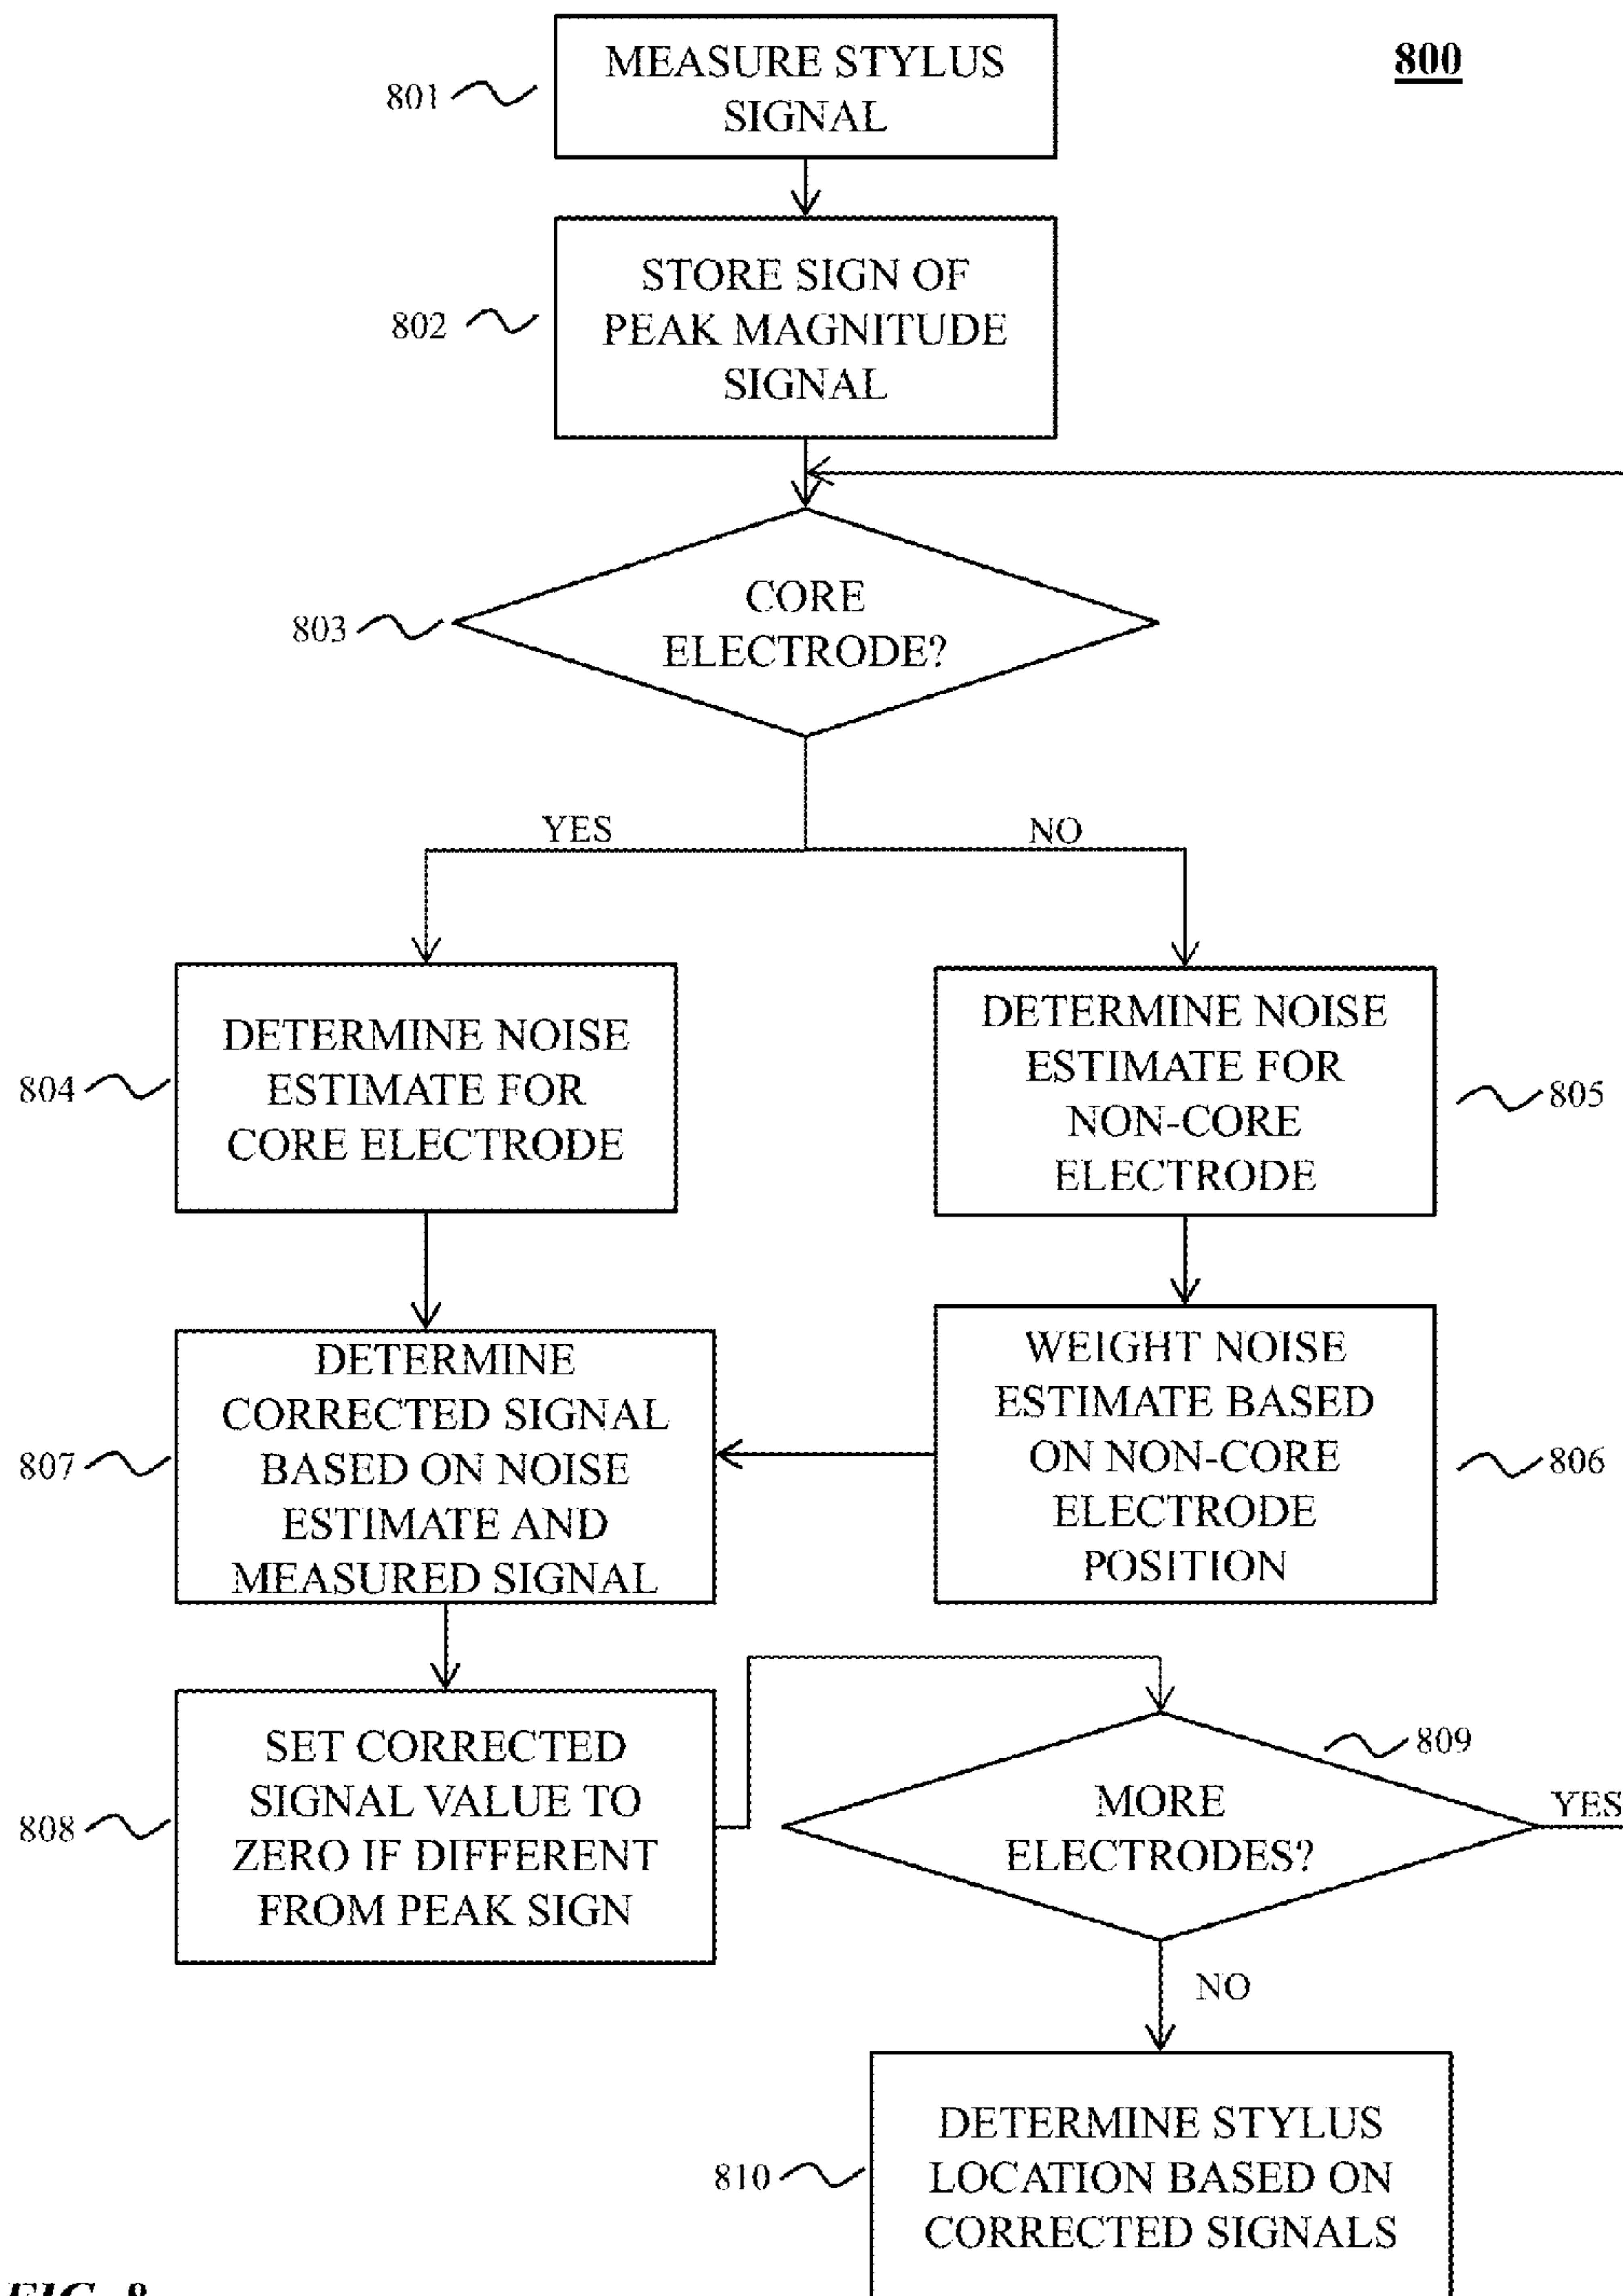 800
801
MEASURE STYLUS
SIGNAL
802
STORE SIGN OF
PEAK MAGNITUDE
SIGNAL
803
CORE
ELECTRODE?
YES
NO
804
DETERMINE NOISE
ESTIMATE FOR
CORE ELECTRODE
DETERMINE NOISE
ESTIMATE FOR
NON-CORE
ELECTRODE
805
807
DETERMINE
CORRECTED SIGNAL
BASED ON NOISE
ESTIMATE AND
MEASURED SIGNAL
WEIGHT NOISE
ESTIMATE BASED
ON NON-CORE
ELECTRODE
POSITION
806
808
SET CORRECTED
SIGNAL VALUE TO
ZERO IF DIFFERENT
FROM PEAK SIGN
809
MORE
ELECTRODES?
YES
NO
810
DETERMINE STYLUS
LOCATION BASED ON
CORRECTED SIGNALS
FIG. 8